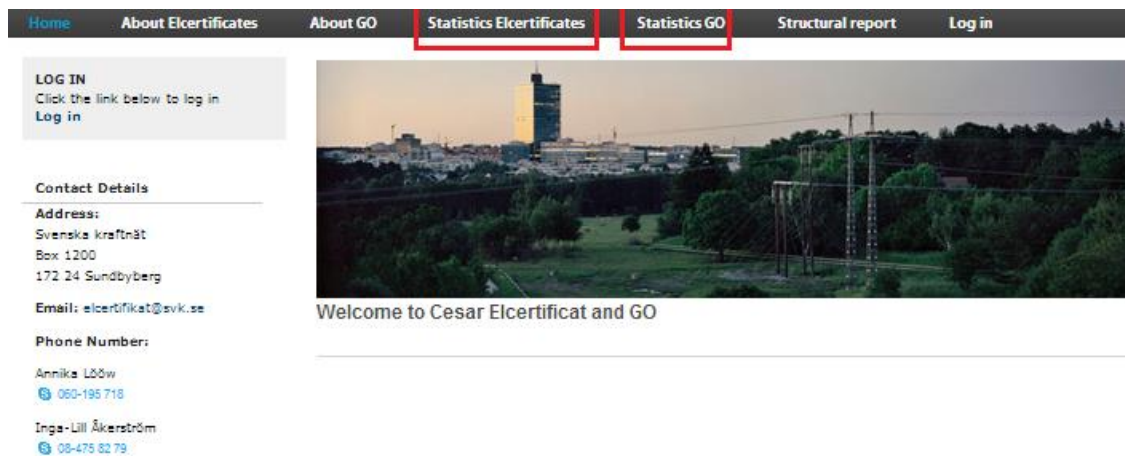 Home About Elcertificates About GO Statistics Elcertificates Statistics GO Structural report Log in
LOG IN
Click the link below to log in
Log in
Contact Details
Address:
Svenska kraftnät
Box 1200
172 24 Sundbyberg
Email: elcertifikat@svk.se
Phone Number:
Annika Lööw
060-195 718
Inga-Lill Åkerström
08-475 82 79
Welcome to Cesar Elcertificat and GO